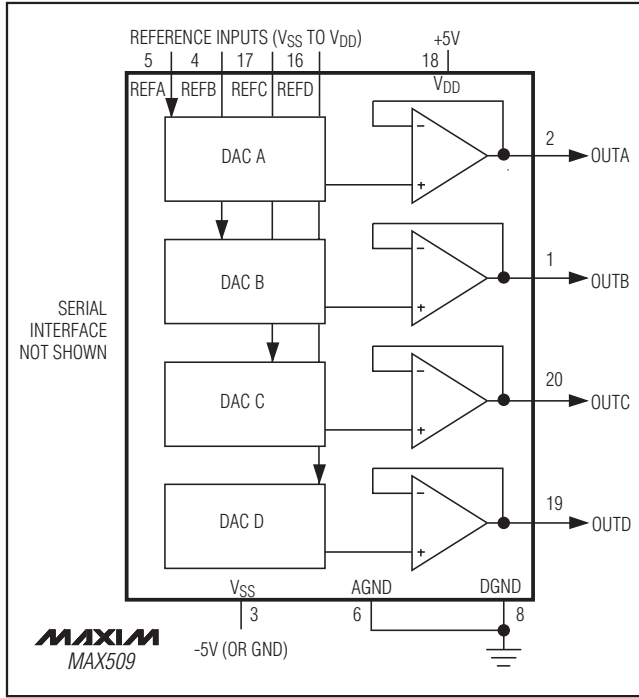 REFERENCE INPUTS (VSS TO VDD)
+5V
5 4 17 16 18
REFA REFB REFC REFD VDD
DAC A
-
+
2
OUTA
DAC B
-
+
1
OUTB
SERIAL
INTERFACE
NOT SHOWN
DAC C
-
+
20
OUTC
DAC D
-
+
19
OUTD
VSS AGND DGND
3 6 8
-5V (OR GND)
MAXIM
MAX509